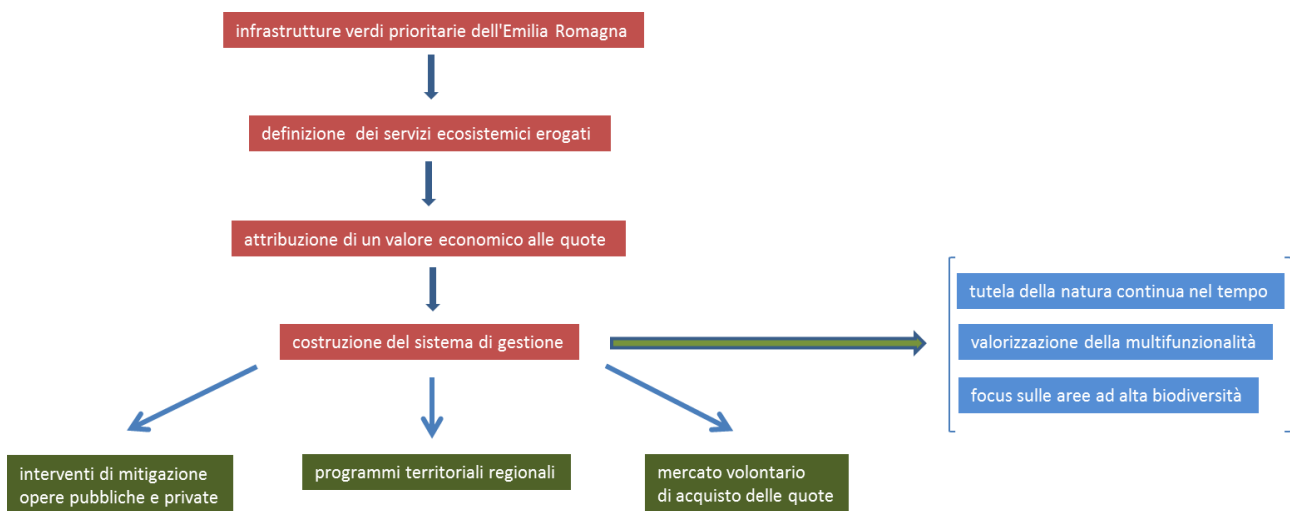 infrastrutture verdi prioritarie dell'Emilia Romagna
definizione dei servizi ecosistemici erogati
attribuzione di un valore economico alle quote
costruzione del sistema di gestione
tutela della natura continua nel tempo
valorizzazione della multifunzionalità
focus sulle aree ad alta biodiversità
interventi di mitigazione
opere pubbliche e private
programmi territoriali regionali
mercato volontario
di acquisto delle quote